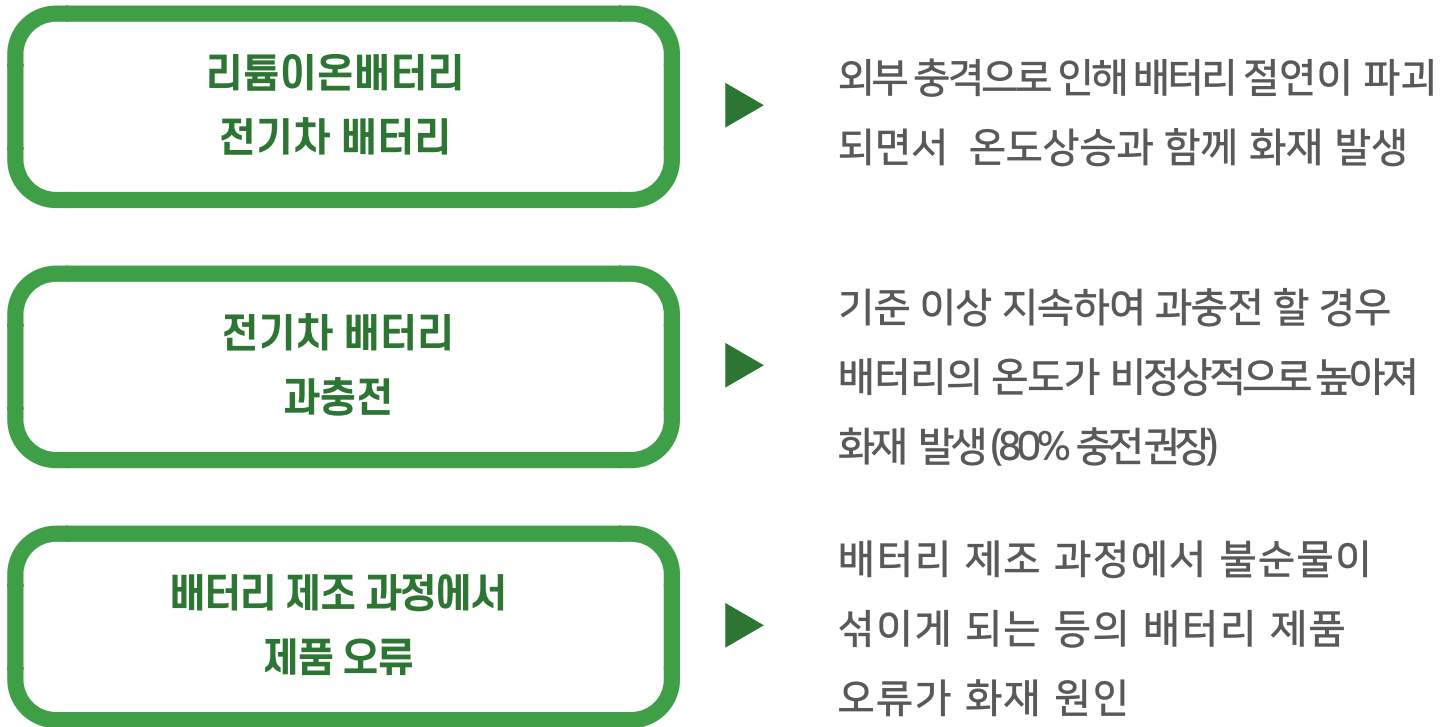 리튬이온배터리
전기차 배터리
외부 충격으로 인해 배터리 절연이 파괴
되면서 온도상승과 함께 화재 발생
전기차 배터리
과충전
기준 이상 지속하여 과충전 할 경우
배터리의 온도가 비정상적으로 높아져
화재 발생(80% 충전권장)
배터리 제조 과정에서
제품 오류
배터리 제조 과정에서 불순물이
섞이게 되는 등의 배터리 제품
오류가 화재 원인